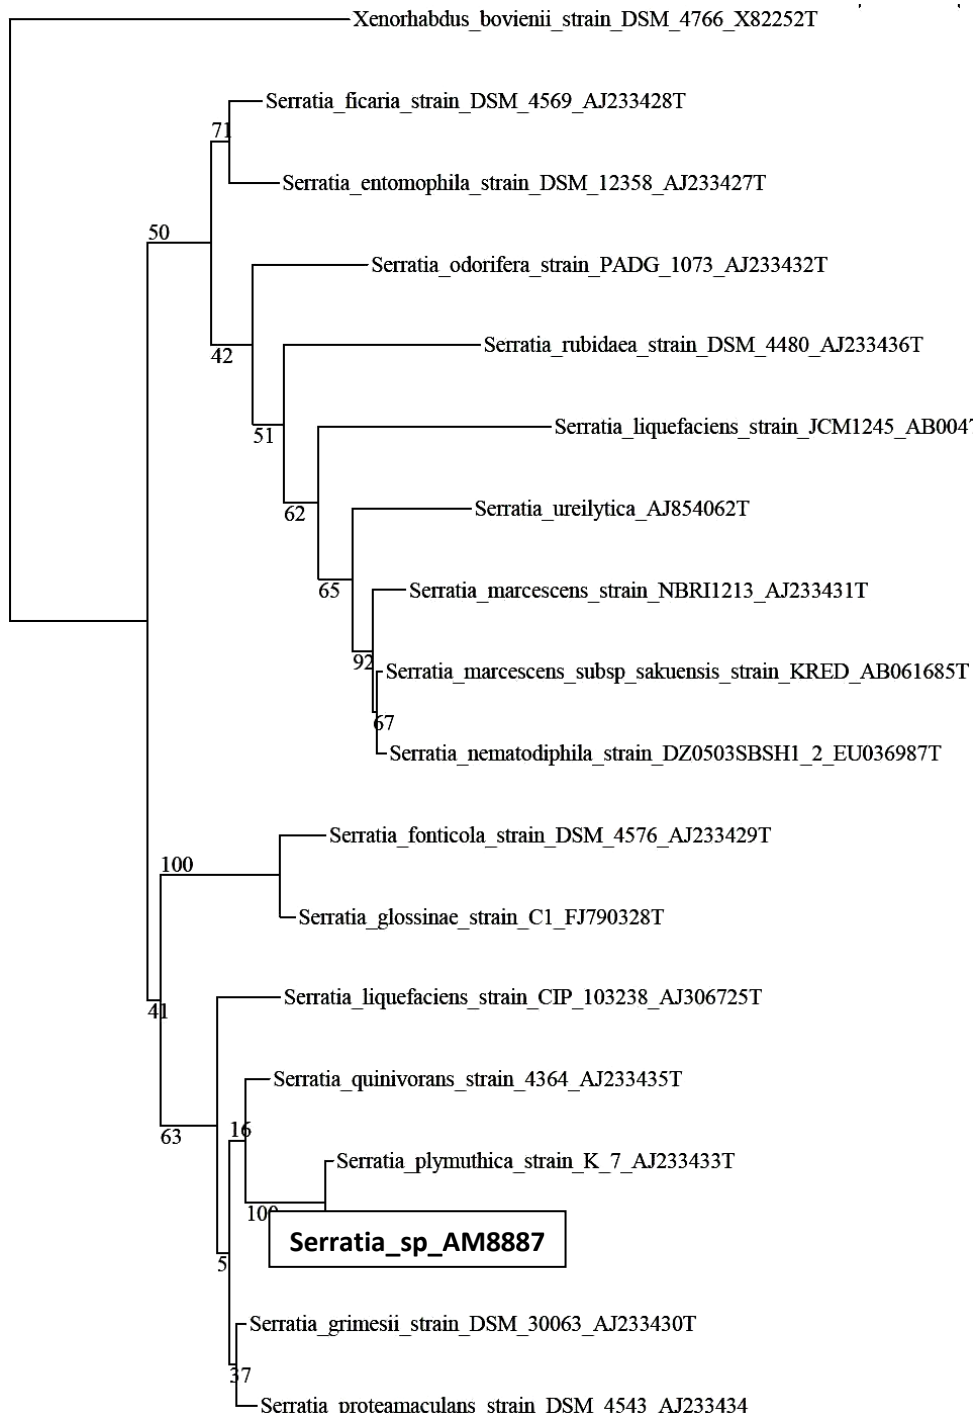 Xenorhabdus_bovienii_strain_DSM_4766_X82252T
Serratia_ficaria_strain_DSM_4569_AJ233428T
71
Serratia_entomophila_strain_DSM_12358_AJ233427T
50
Serratia_odorifera_strain_PADG_1073_AJ233432T
Serratia_rubidaea_strain_DSM_4480_AJ233436T
42
Serratia_liquefaciens_strain_JCM1245_AB004
51
Serratia_ureilytica_AJ854062T
62
Serratia_marcescens_strain_NBRI1213_AJ233431T
65
Serratia_marcescens_subsp_sakuensis_strain_KRED_AB061685T
92
67
Serratia_nematodiphila_strain_DZ0503SBSH1_2_EU036987T
Serratia_fonticola_strain_DSM_4576_AJ233429T
100
Serratia_glossinae_strain_C1_FJ790328T
Serratia_liquefaciens_strain_CIP_103238_AJ306725T
41
Serratia_quinivorans_strain_4364_AJ233435T
16
63
Serratia_plymuthica_strain_K_7_AJ233433T
100
Serratia_sp_AM8887
5
Serratia_grimesii_strain_DSM_30063_AJ233430T
37
Serratia_proteamaculans_strain_DSM_4543_AJ233434